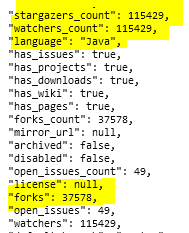 "stargazers_count": 115429,
"watchers_count": 115429,
"language": "Java",
"has_issues": true,
"has_projects": true,
"has_downloads": true,
"has_wiki": true,
"has_pages": true,
"forks_count": 37578,
"mirror_url": null,
"archived": false,
"disabled": false,
"open_issues_count": 49,
"license": null,
"forks": 37578,
"open_issues": 49,
"watchers": 115429,